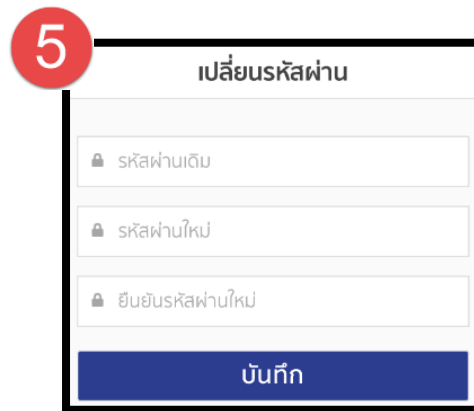 5
เปลี่ยนรหัสผ่าน
รหัสผ่านเดิม
รหัสผ่านใหม่
ยืนยันรหัสผ่านใหม่
บันทึก